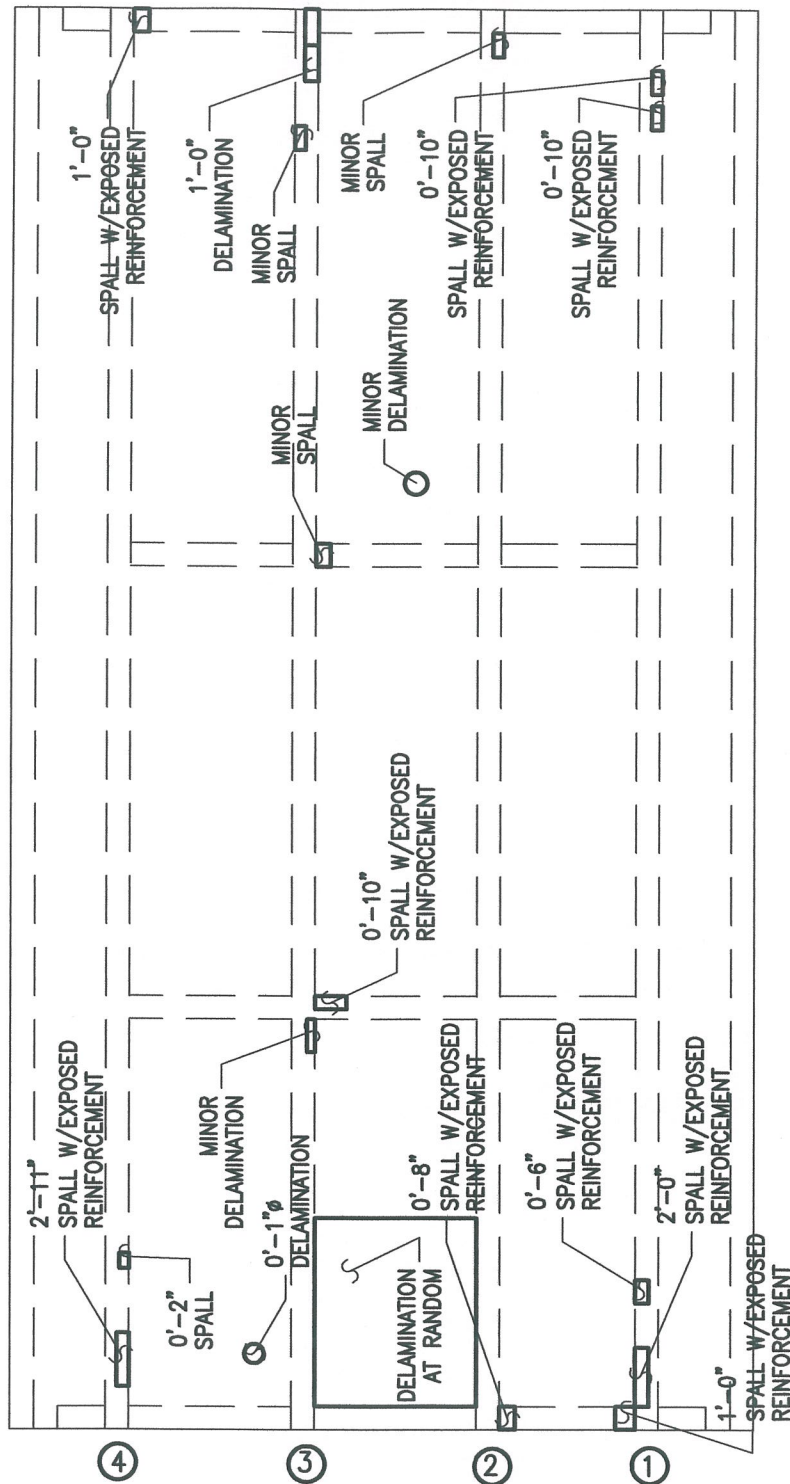 1'-0"
SPALL W/EXPOSED
REINFORCEMENT
1'-0"
DELAMINATION
MINOR
SPALL
MINOR
SPALL
0'-10"
SPALL W/EXPOSED
REINFORCEMENT
0'-10"
SPALL W/EXPOSED
REINFORCEMENT
MINOR
SPALL
MINOR
DELAMINATION
0'-10"
SPALL W/EXPOSED
REINFORCEMENT
2'-11"
SPALL W/EXPOSED
REINFORCEMENT
0'-2"
SPALL
MINOR
DELAMINATION
0'-1"ø
DELAMINATION
DELAMINATION
AT RANDOM
0'-8"
SPALL W/EXPOSED
REINFORCEMENT
0'-6"
SPALL W/EXPOSED
REINFORCEMENT
2'-0"
SPALL W/EXPOSED
REINFORCEMENT
1'-0"
SPALL W/EXPOSED
REINFORCEMENT
4
3
2
1